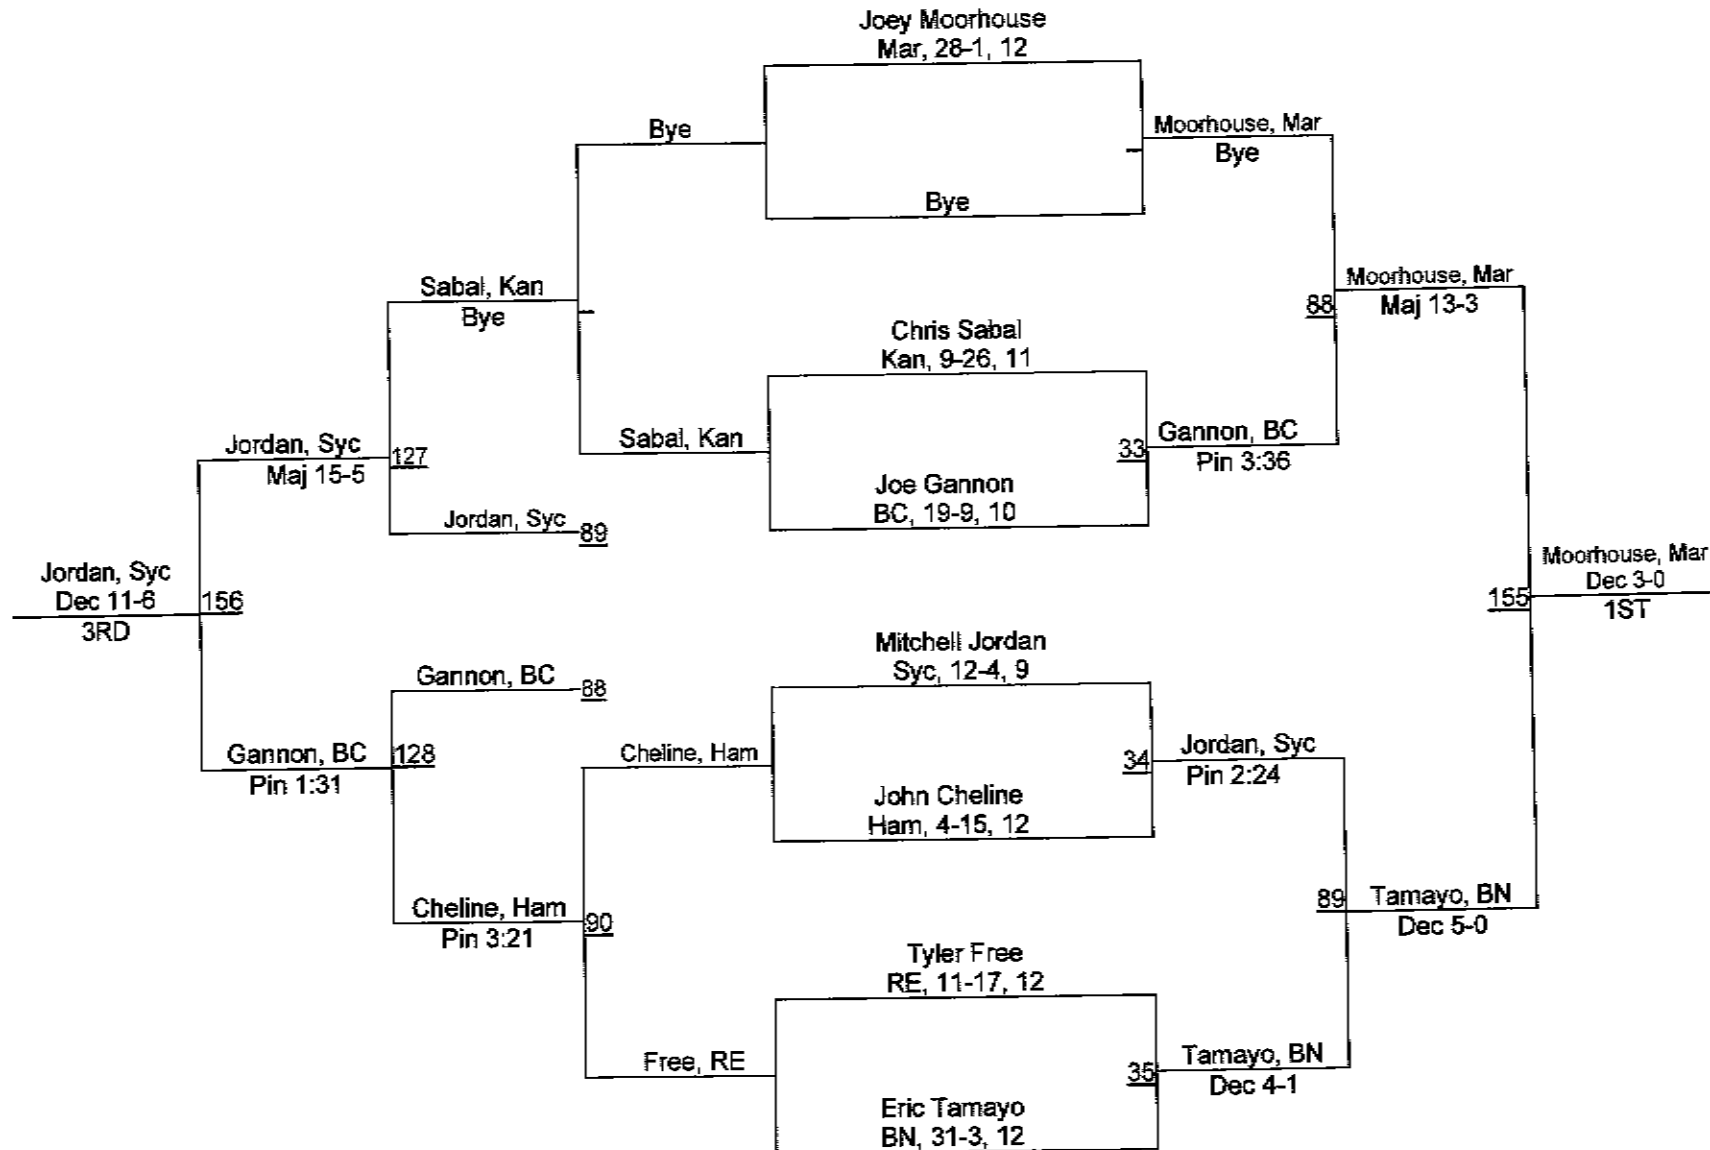 Joey Moorhouse
Mar, 28-1, 12
Bye
Moorhouse, Mar
Bye
Bye
Sabal, Kan
Bye
Moorhouse, Mar
88
Maj 13-3
Chris Sabal
Kan, 9-26, 11
Sabal, Kan
33
Gannon, BC
Pin 3:36
Jordan, Syc
127
Maj 15-5
Joe Gannon
BC, 19-9, 10
Jordan, Syc
89
Jordan, Syc
Dec 11-6
156
3RD
Moorhouse, Mar
Dec 3-0
155
1ST
Mitchell Jordan
Syc, 12-4, 9
Gannon, BC
88
Gannon, BC
128
Pin 1:31
Cheline, Ham
34
Jordan, Syc
Pin 2:24
John Cheline
Ham, 4-15, 12
Cheline, Ham
90
Pin 3:21
89
Tamayo, BN
Dec 5-0
Tyler Free
RE, 11-17, 12
Free, RE
35
Tamayo, BN
Dec 4-1
Eric Tamayo
BN, 31-3, 12